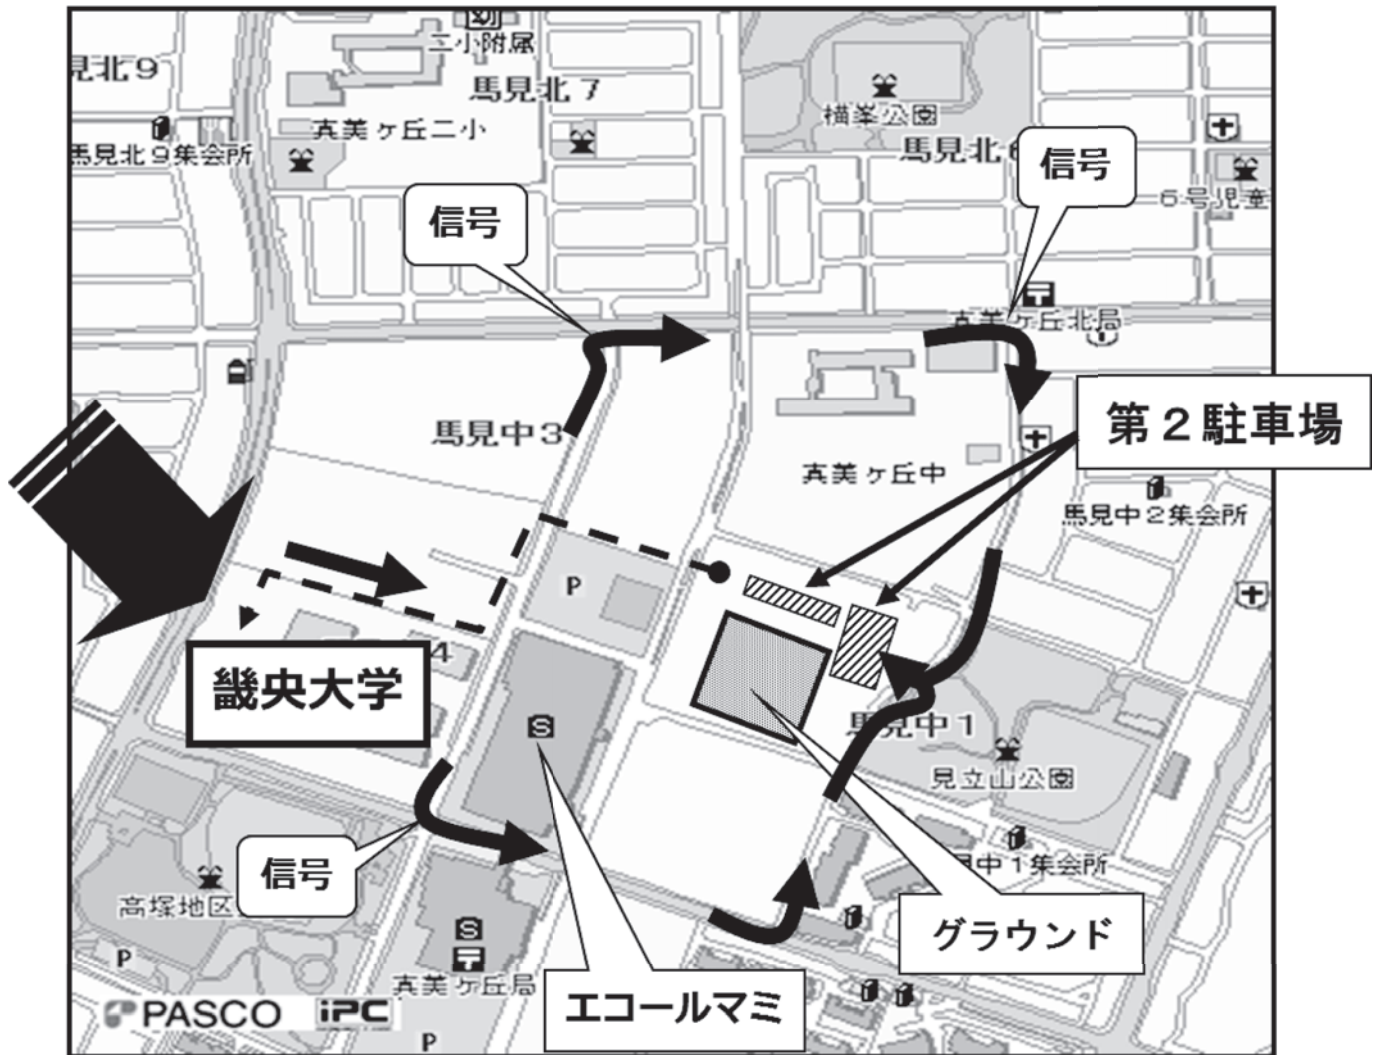 幼
二小附属
見北９
馬見北７
横峯公園
真美ヶ丘二小
馬見北９集会所
馬見北６
信号
６号児童
信号
真美ヶ丘北局
第２駐車場
馬見中３
真美ヶ丘中
馬見中２集会所
P
4
畿央大学
S
馬見中１
見立山公園
信号
見中１集会所
高塚地区
グラウンド
S
P
真美ヶ丘局
エコールマミ
PASCO iPC
P